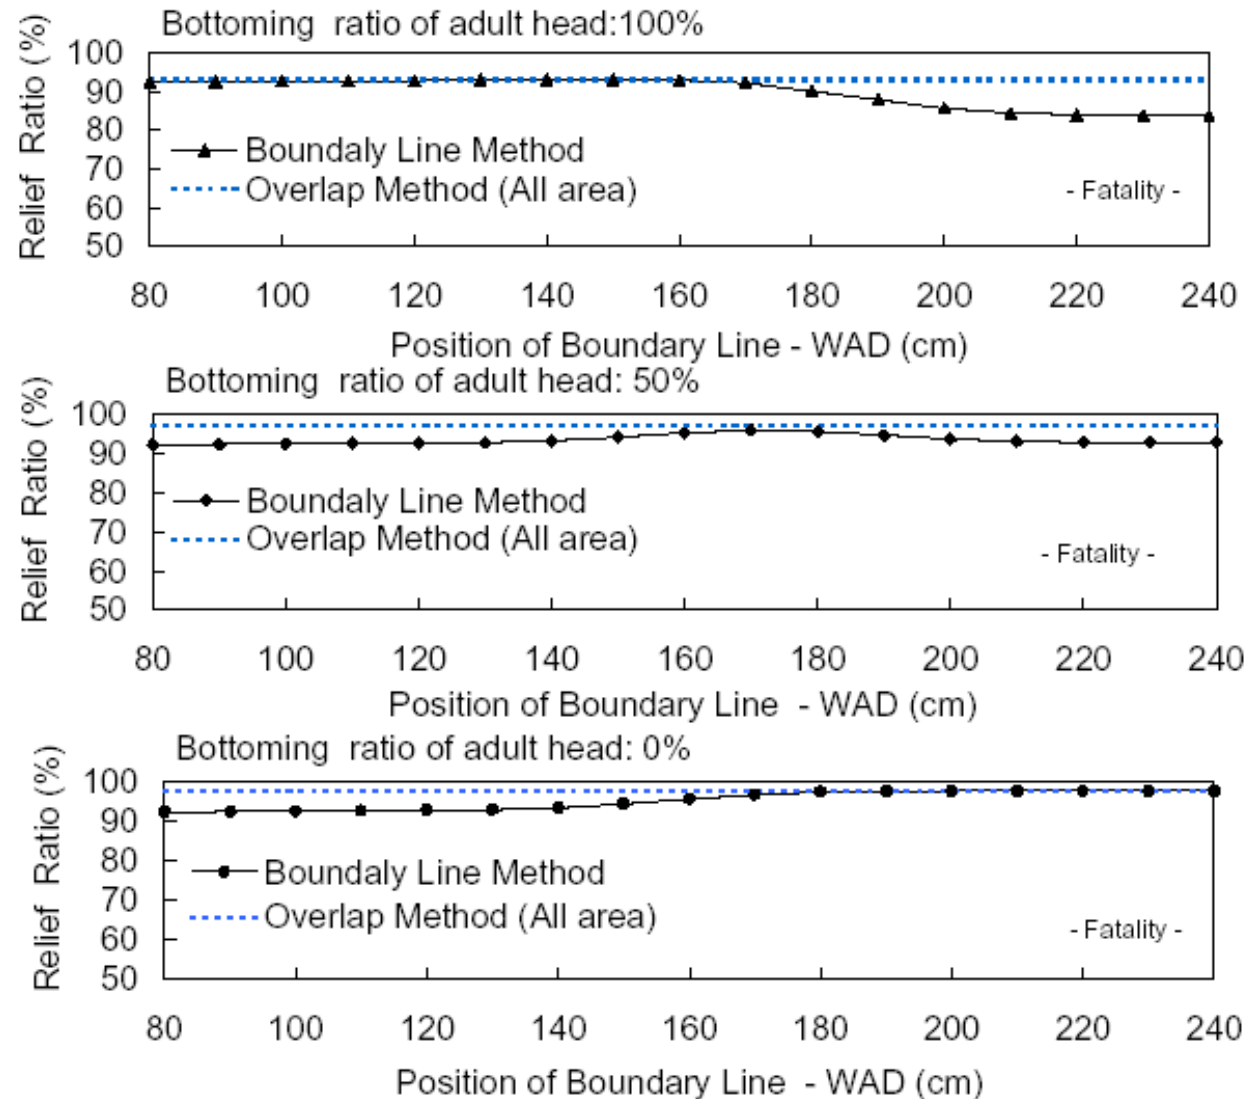 Bottoming ratio of adult head:100%
Relief Ratio (%)
100
90
80
70
60
50
Boundaly Line Method
Overlap Method (All area)
- Fatality -
80 100 120 140 160 180 200 220 240
Position of Boundary Line - WAD (cm)
Bottoming ratio of adult head: 50%
Relief Ratio (%)
100
90
80
70
60
50
Boundaly Line Method
Overlap Method (All area)
- Fatality -
80 100 120 140 160 180 200 220 240
Position of Boundary Line - WAD (cm)
Bottoming ratio of adult head: 0%
Relief Ratio (%)
100
90
80
70
60
50
Boundaly Line Method
Overlap Method (All area)
- Fatality -
80 100 120 140 160 180 200 220 240
Position of Boundary Line - WAD (cm)